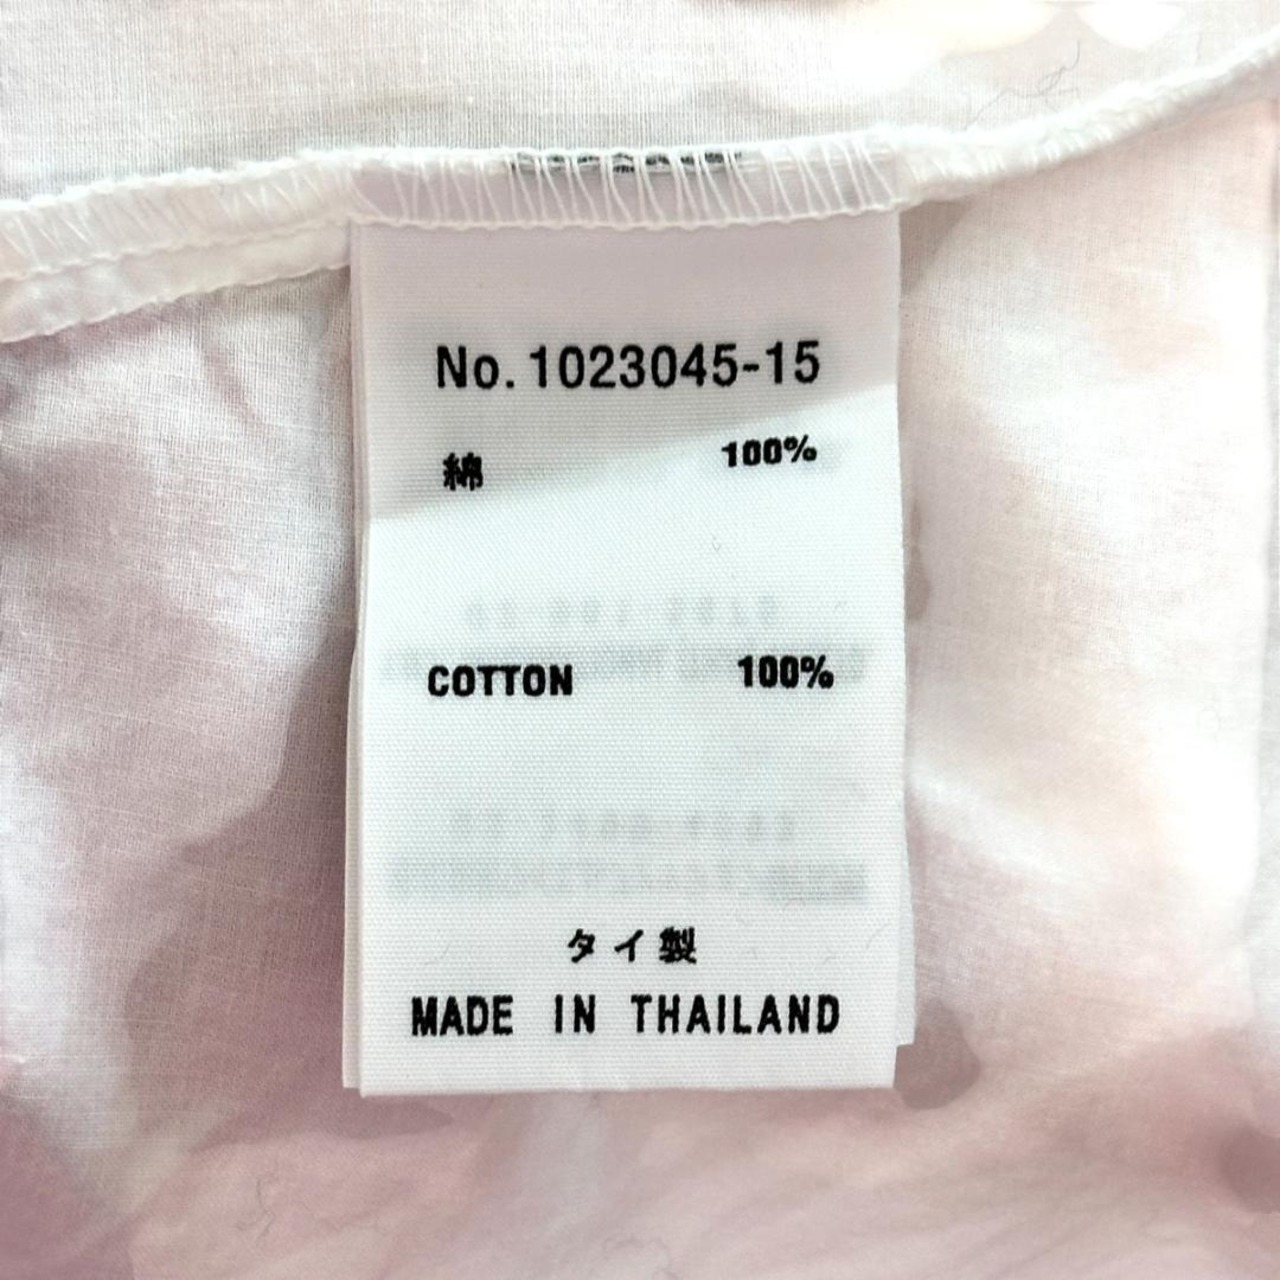 No. 1023045-15
綿 100%
COTTON 100%
タイ製
MADE IN THAILAND